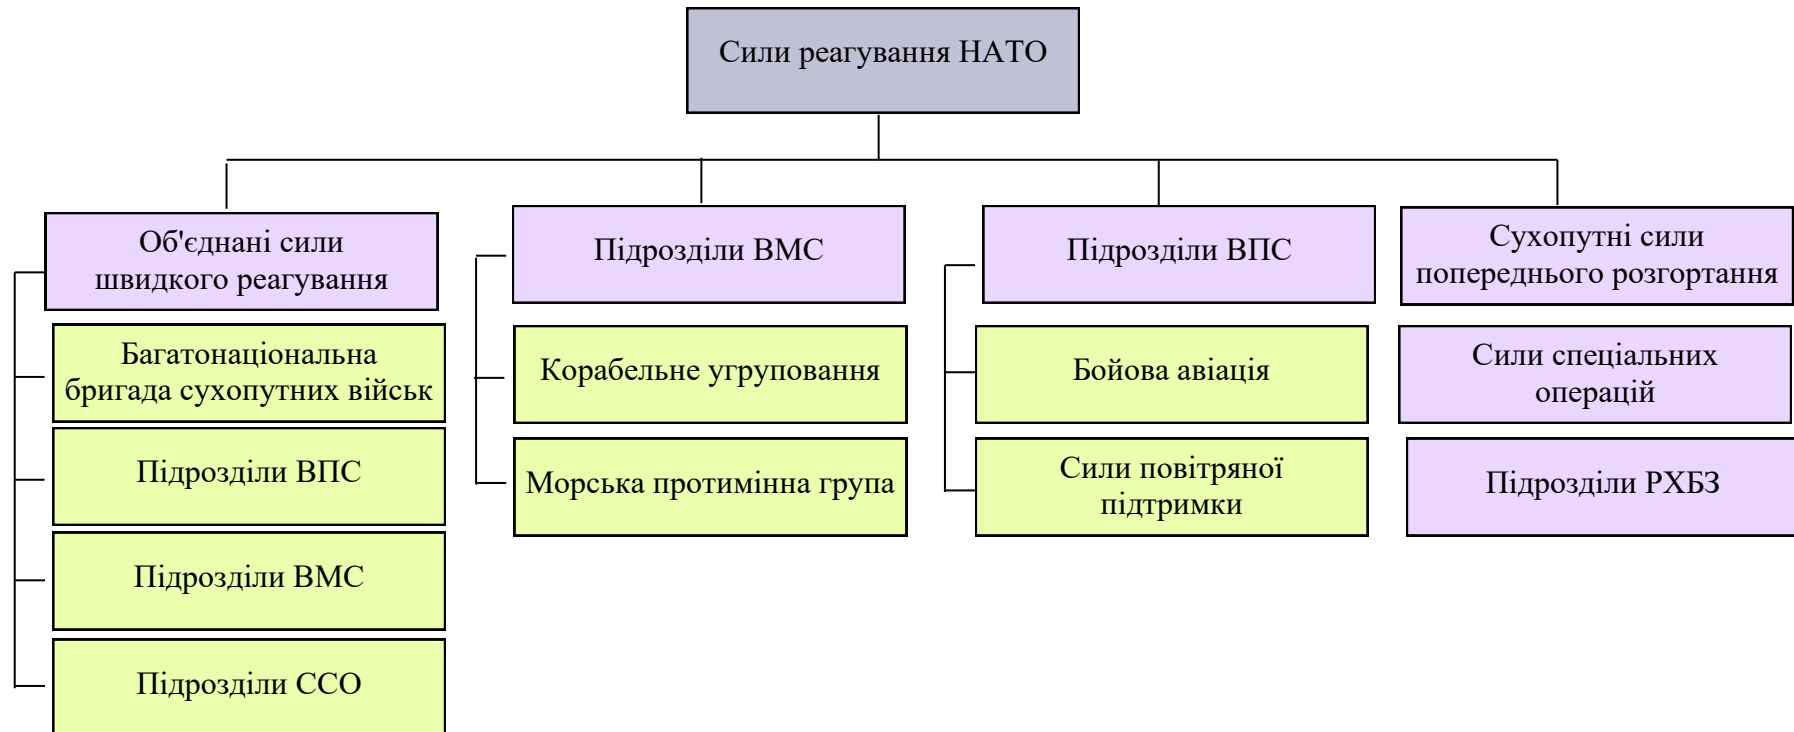 Сили реагування НАТО
Об'єднані сили
швидкого реагування
Багатонаціональна
бригада сухопутних військ
Підрозділи ВПС
Підрозділи ВМС
Підрозділи ССО
Підрозділи ВМС
Корабельне угруповання
Морська протимінна група
Підрозділи ВПС
Бойова авіація
Сили повітряної
підтримки
Сухопутні сили
попереднього розгортання
Сили спеціальних
операцій
Підрозділи РХБЗ